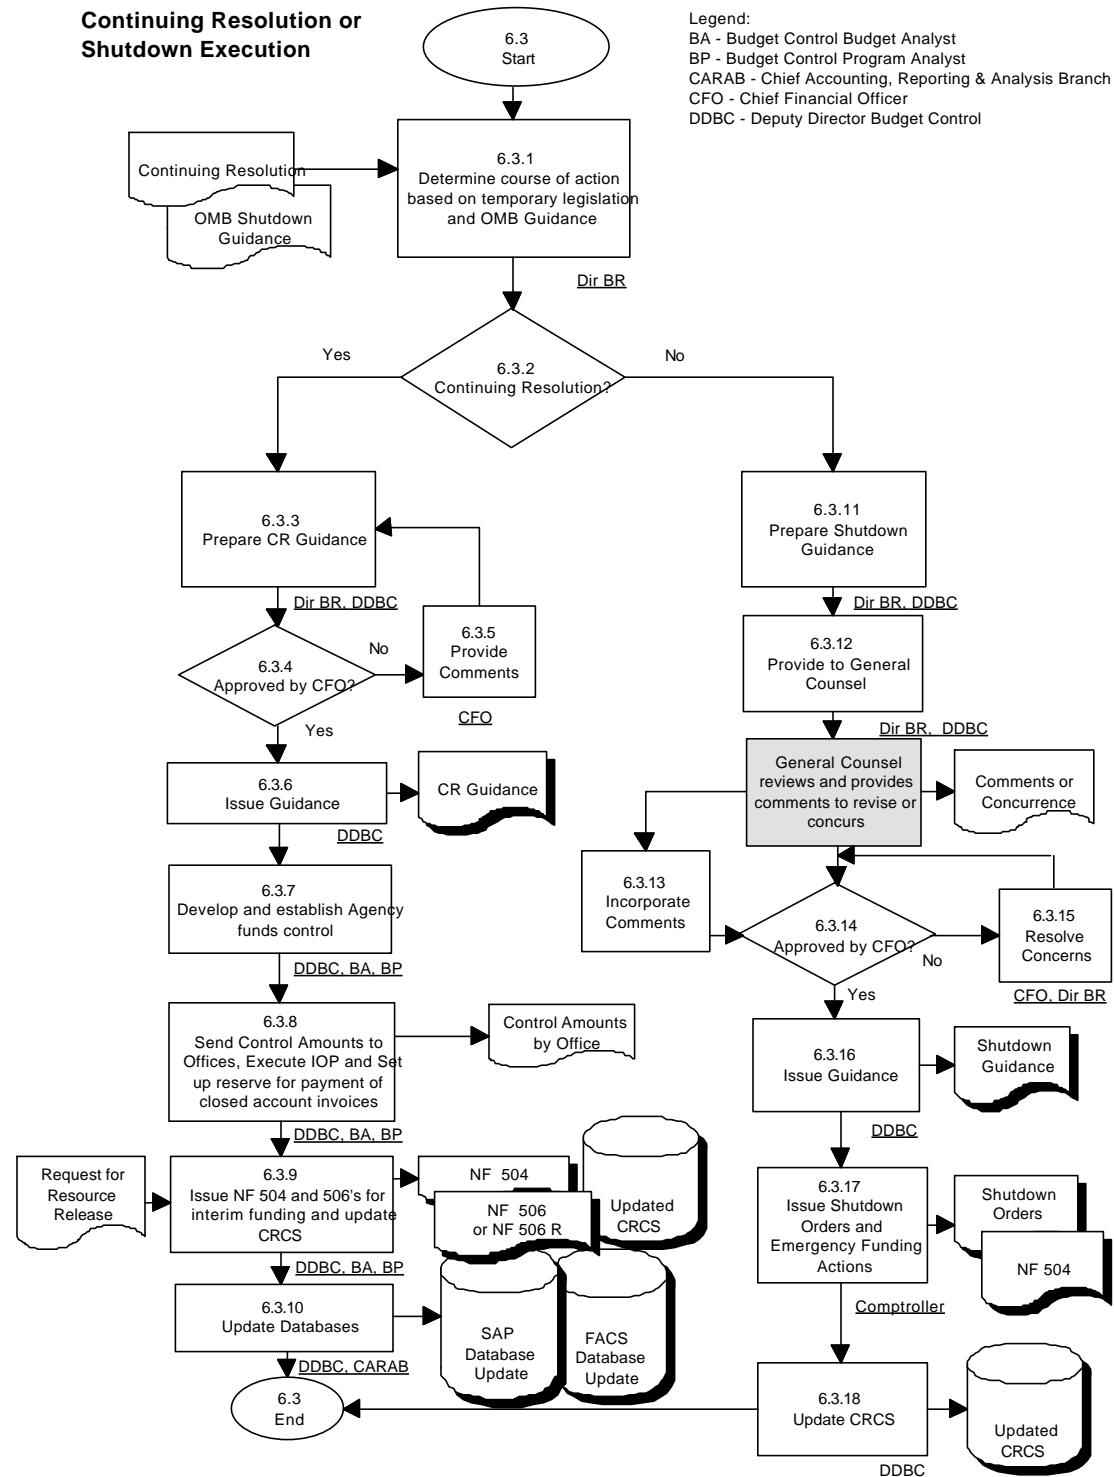 Continuing Resolution or
Shutdown Execution
6.3
Start
Legend:
BA - Budget Control Budget Analyst
BP - Budget Control Program Analyst
CARAB - Chief Accounting, Reporting & Analysis Branch
CFO - Chief Financial Officer
DDBC - Deputy Director Budget Control
Continuing Resolution
OMB Shutdown
Guidance
6.3.1
Determine course of action
based on temporary legislation
and OMB Guidance
Dir BR
6.3.2
Continuing Resolution?
Yes
No
6.3.3
Prepare CR Guidance
Dir BR, DDBC
6.3.4
Approved by CFO?
No
6.3.5
Provide
Comments
CFO
Yes
6.3.6
Issue Guidance
CR Guidance
DDBC
6.3.7
Develop and establish Agency
funds control
DDBC, BA, BP
6.3.8
Send Control Amounts to
Offices, Execute IOP and Set
up reserve for payment of
closed account invoices
Control Amounts
by Office
DDBC, BA, BP
Request for
Resource
Release
6.3.9
Issue NF 504 and 506's for
interim funding and update
CRCS
NF 504
NF 506
or NF 506 R
Updated
CRCS
DDBC, BA, BP
6.3.10
Update Databases
SAP
Database
Update
FACS
Database
Update
DDBC, CARAB
6.3
End
6.3.11
Prepare Shutdown
Guidance
Dir BR, DDBC
6.3.12
Provide to General
Counsel
Dir BR, DDBC
General Counsel
reviews and provides
comments to revise or
concurs
Comments or
Concurrence
6.3.13
Incorporate
Comments
6.3.14
Approved by CFO?
No
6.3.15
Resolve
Concerns
CFO, Dir BR
Yes
6.3.16
Issue Guidance
Shutdown
Guidance
DDBC
6.3.17
Issue Shutdown
Orders and
Emergency Funding
Actions
Shutdown
Orders
NF 504
Comptroller
6.3.18
Update CRCS
Updated
CRCS
DDBC